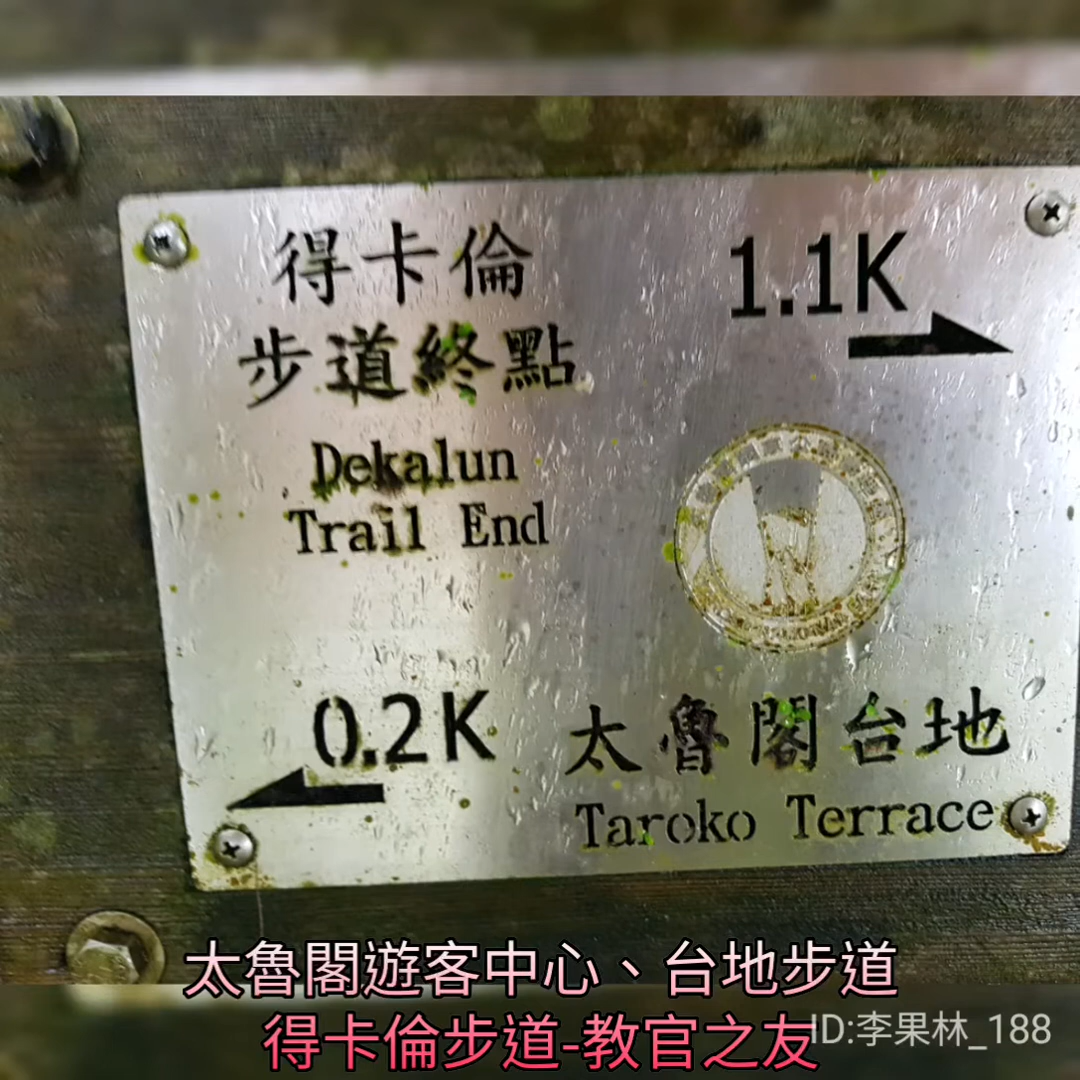 得卡倫
步道終點
Dekalun
Trail End
1.1K
0.2K
太魯閣台地
Taroko Terrace
太魯閣遊客中心、台地步道
得卡倫步道-教官之友
ID:李果林_188